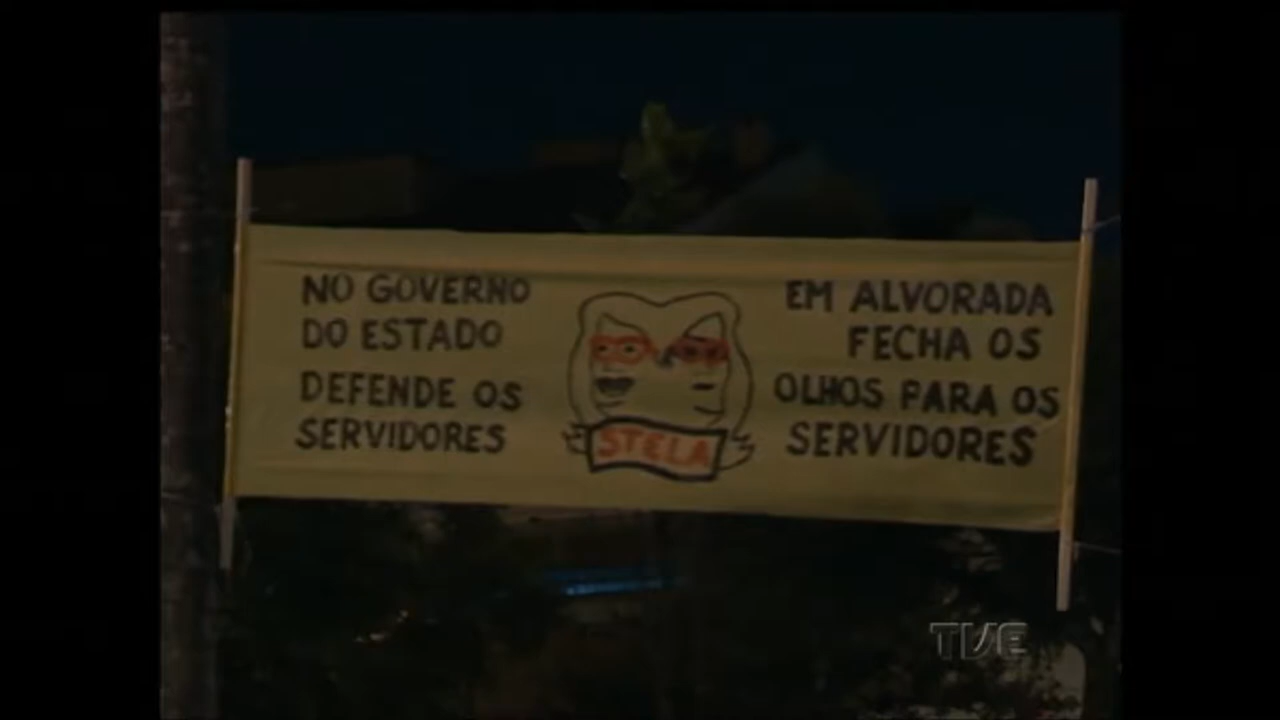 NO GOVERNO
DO ESTADO
DEFENDE OS
SERVIDORES
STELA
EM ALVORADA
FECHA OS
OLHOS PARA OS
SERVIDORES
TVE